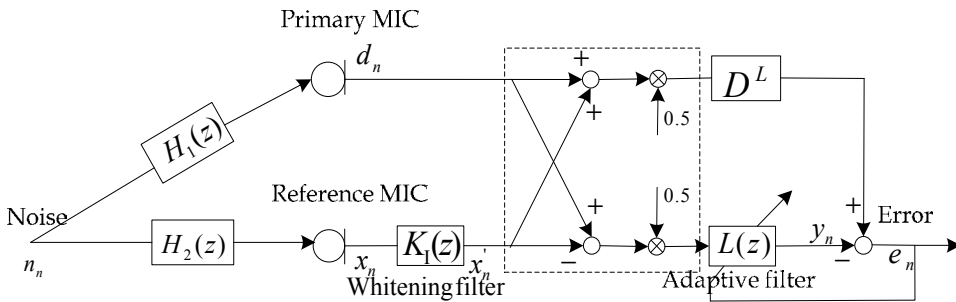 Primary MIC
d_n
H_1(z)
+
+
0.5
D^L
Noise
n_n
H_2(z)
Reference MIC
x_n
K_I(z)
x'_n
Whitening filter
+
−
0.5
L(z)
Adaptive filter
y_n
+
−
Error
e_n